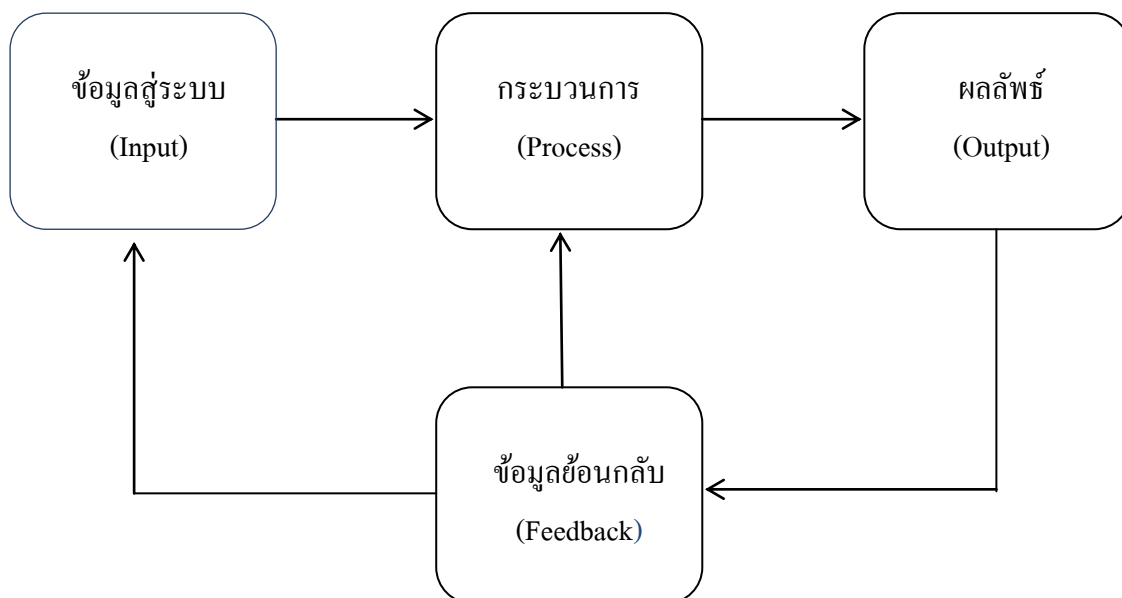 ข้อมูลสู่ระบบ
(Input)
กระบวนการ
(Process)
ผลลัพธ์
(Output)
ข้อมูลย้อนกลับ
(Feedback)